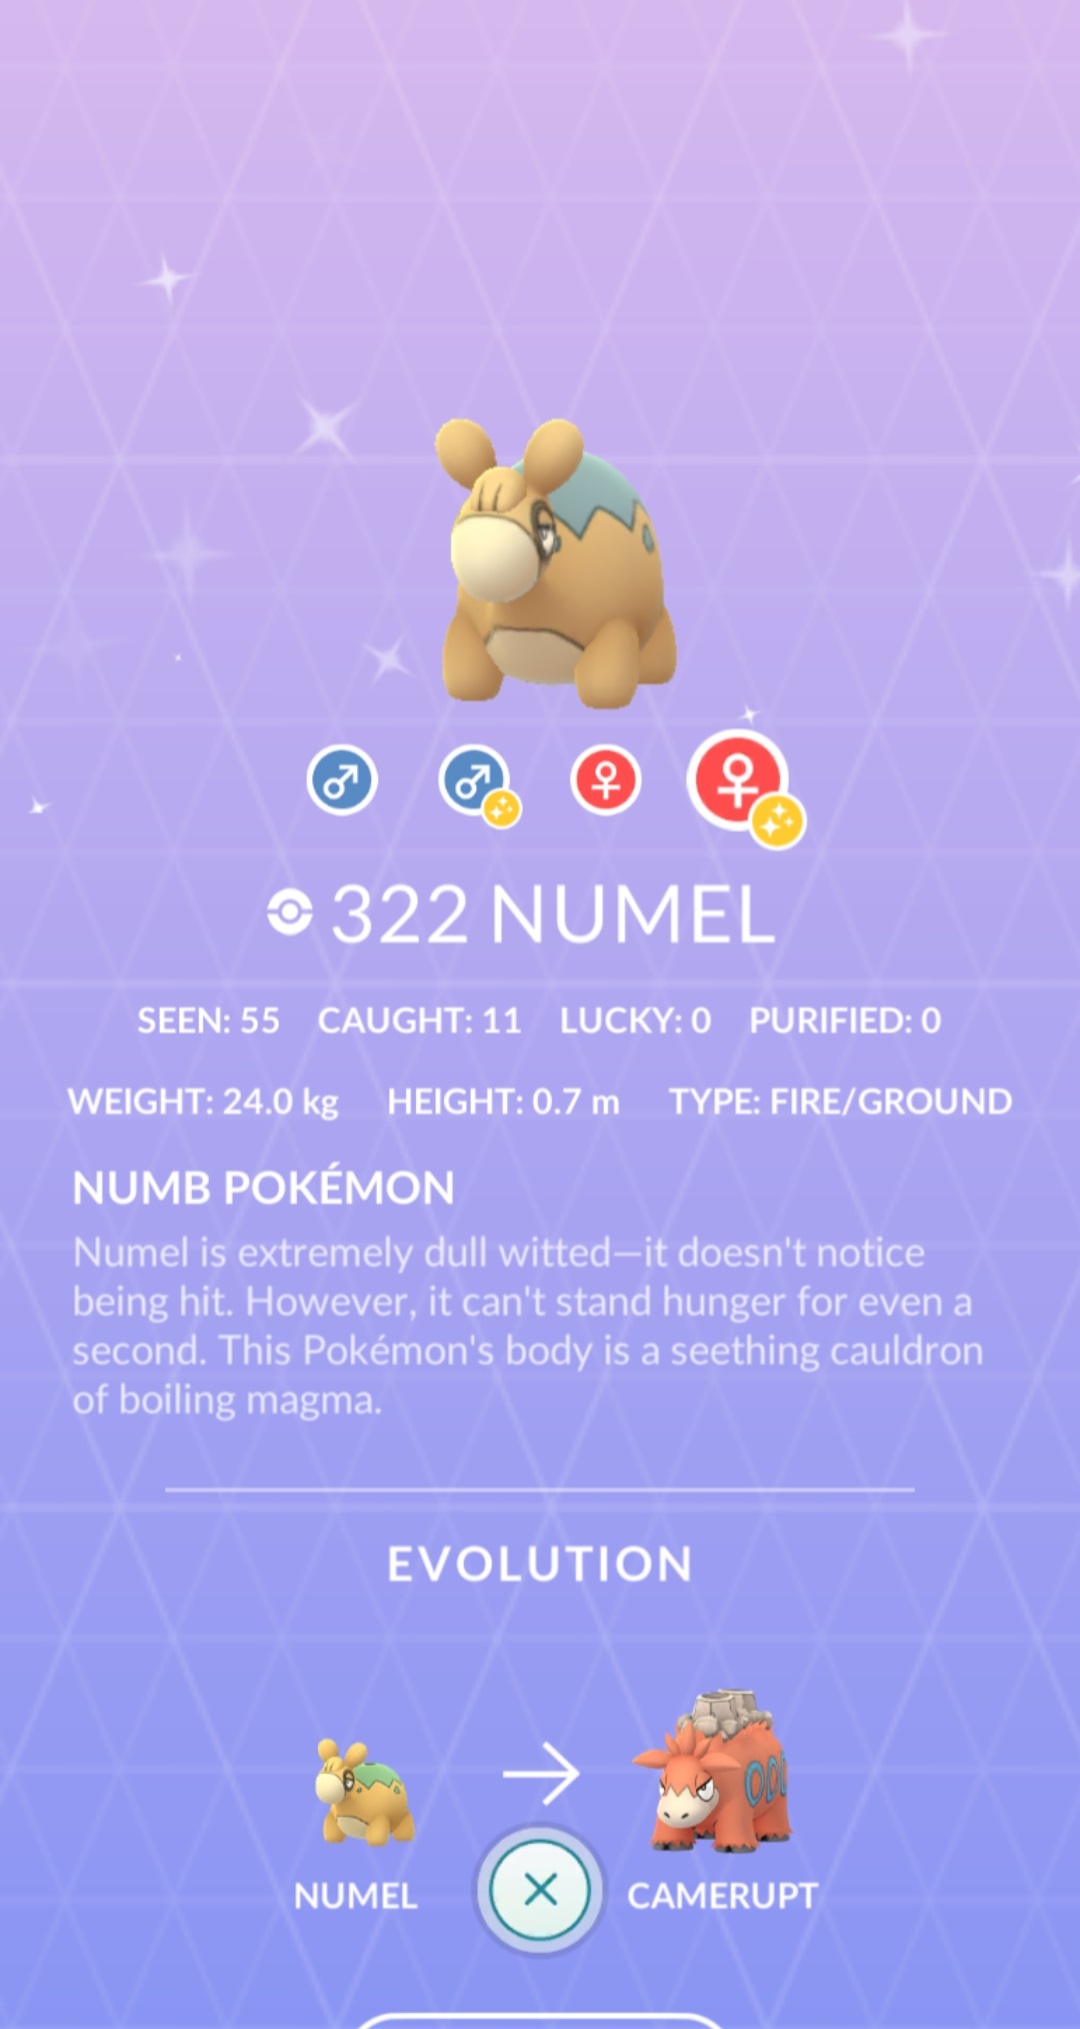 322 NUMEL
SEEN: 55 CAUGHT: 11 LUCKY: 0 PURIFIED: 0
WEIGHT: 24.0 kg HEIGHT: 0.7 m TYPE: FIRE/GROUND
NUMB POKÉMON
Numel is extremely dull witted—it doesn't notice
being hit. However, it can't stand hunger for even a
second. This Pokémon's body is a seething cauldron
of boiling magma.
EVOLUTION
NUMEL CAMERUPT